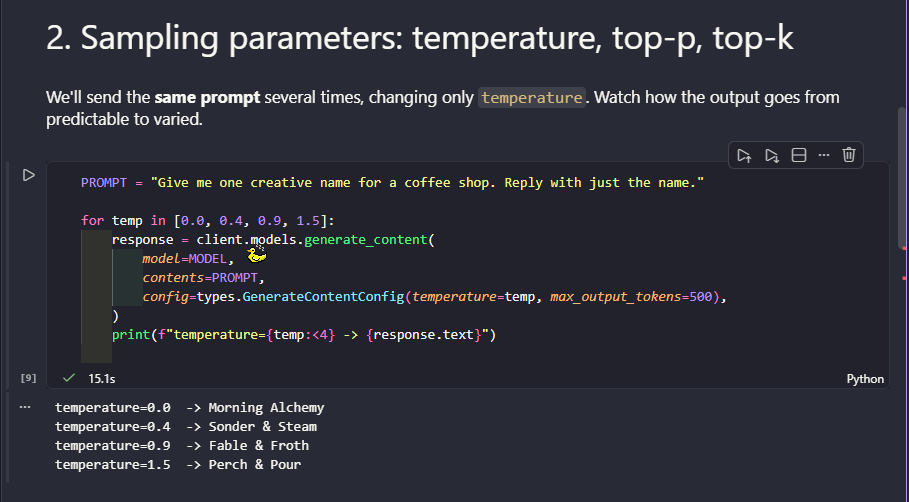 2. Sampling parameters: temperature, top-p, top-k
We'll send the same prompt several times, changing only temperature. Watch how the output goes from
predictable to varied.
PROMPT = "Give me one creative name for a coffee shop. Reply with just the name."
for temp in [0.0, 0.4, 0.9, 1.5]:
    response = client.models.generate_content(
        model=MODEL,
        contents=PROMPT,
        config=types.GenerateContentConfig(temperature=temp, max_output_tokens=500),
    )
    print(f"temperature={temp:<4} -> {response.text}")
[9]
15.1s
Python
temperature=0.0  -> Morning Alchemy
temperature=0.4  -> Sonder & Steam
temperature=0.9  -> Fable & Froth
temperature=1.5  -> Perch & Pour